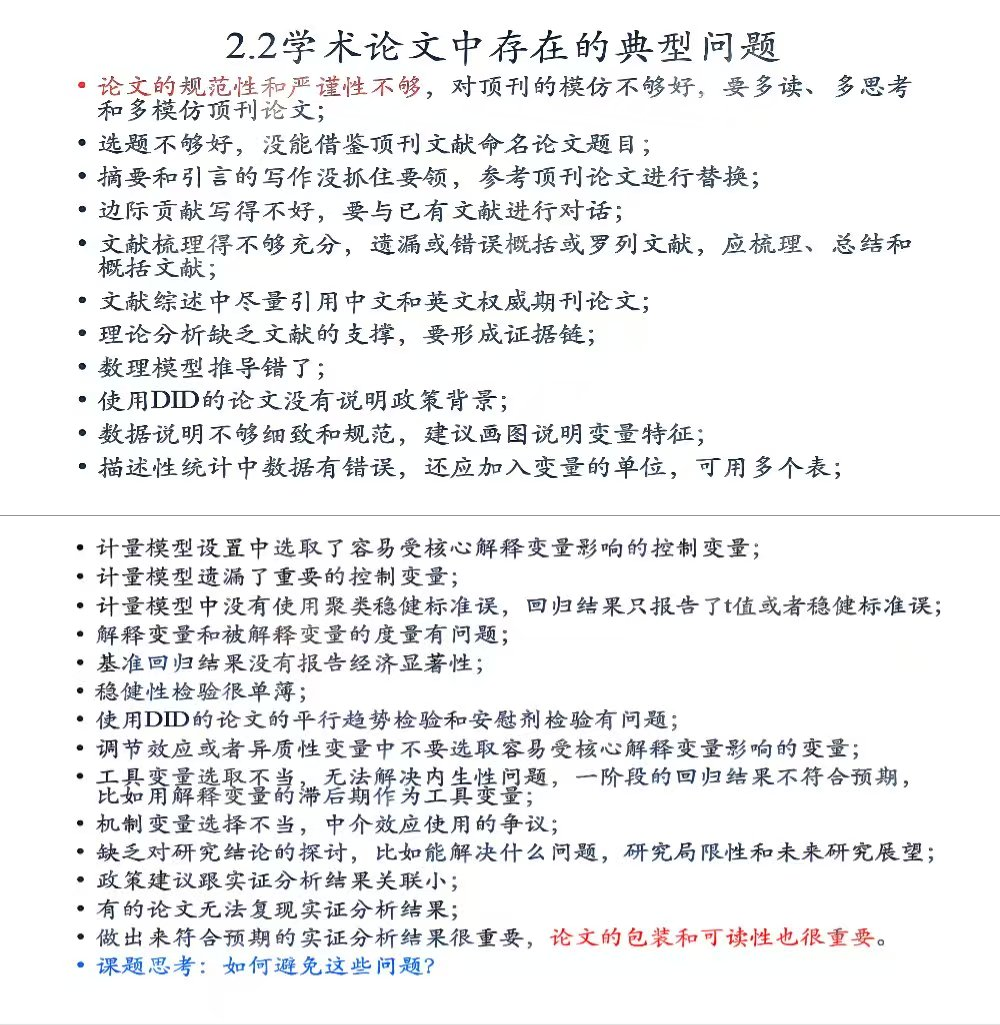 2.2学术论文中存在的典型问题
• 论文的规范性和严谨性不够，对顶刊的模仿不够好，要多读、多思考
和多模仿顶刊论文；
• 选题不够好，没能借鉴顶刊文献命名论文题目；
• 摘要和引言的写作没抓住要领，参考顶刊论文进行替换；
• 边际贡献写得不好，要与已有文献进行对话；
• 文献梳理得不够充分，遗漏或错误概括或罗列文献，应梳理、总结和
概括文献；
• 文献综述中尽量引用中文和英文权威期刊论文；
• 理论分析缺乏文献的支撑，要形成证据链；
• 数理模型推导错了；
• 使用DID的论文没有说明政策背景；
• 数据说明不够细致和规范，建议画图说明变量特征；
• 描述性统计中数据有错误，还应加入变量的单位，可用多个表；
• 计量模型设置中选取了容易受核心解释变量影响的控制变量；
• 计量模型遗漏了重要的控制变量；
• 计量模型中没有使用聚类稳健标准误，回归结果只报告了t值或者稳健标准误；
• 解释变量和被解释变量的度量有问题；
• 基准回归结果没有报告经济显著性；
• 稳健性检验很单薄；
• 使用DID的论文的平行趋势检验和安慰剂检验有问题；
• 调节效应或者异质性变量中不要选取容易受核心解释变量影响的变量；
• 工具变量选取不当，无法解决内生性问题，一阶段的回归结果不符合预期，
比如用解释变量的滞后期作为工具变量；
• 机制变量选择不当，中介效应使用的争议；
• 缺乏对研究结论的探讨，比如能解决什么问题，研究局限性和未来研究展望；
• 政策建议跟实证分析结果关联小；
• 有的论文无法复现实证分析结果；
• 做出来符合预期的实证分析结果很重要，论文的包装和可读性也很重要。
• 课题思考：如何避免这些问题？